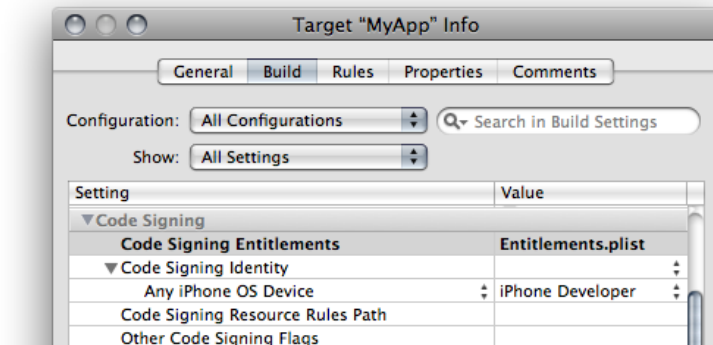 Target “MyApp” Info
General Build Rules Properties Comments
Configuration: All Configurations Search in Build Settings
Show: All Settings
Setting Value
Code Signing
Code Signing Entitlements Entitlements.plist
Code Signing Identity
Any iPhone OS Device iPhone Developer
Code Signing Resource Rules Path
Other Code Signing Flags